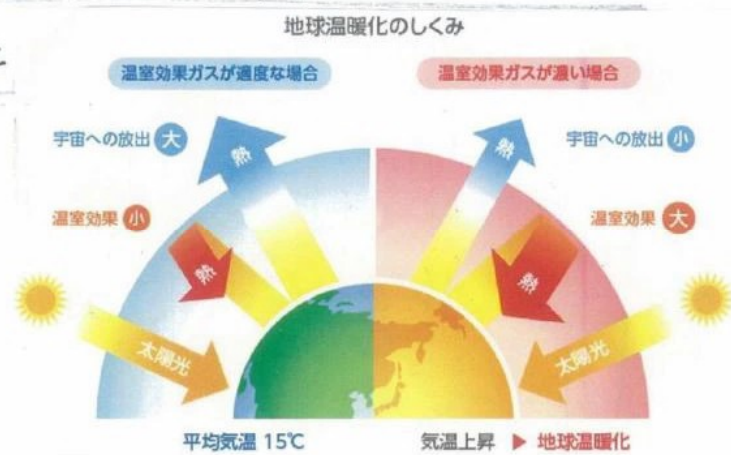 地球温暖化のしくみ
温室効果ガスが適度な場合
温室効果ガスが濃い場合
宇宙への放出 大
熱
熱
宇宙への放出 小
温室効果 小
熱
熱
温室効果 大
太陽光
太陽光
平均気温 15℃
気温上昇 ▶ 地球温暖化